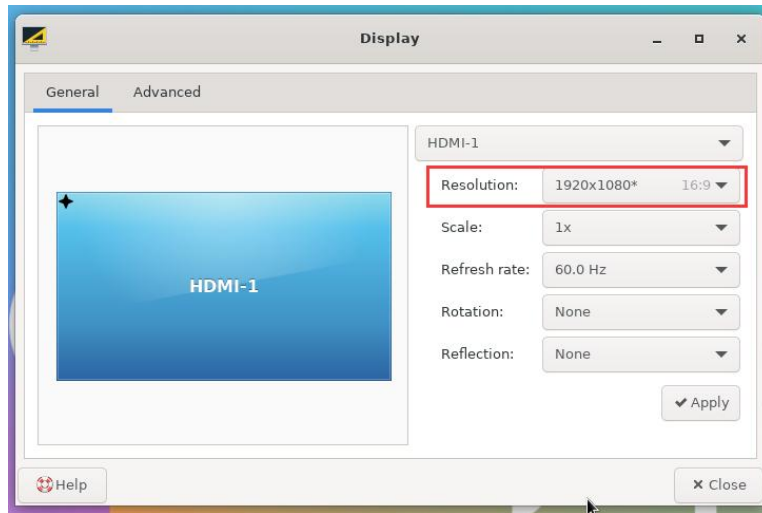 Display
General
Advanced
HDMI-1
HDMI-1
Resolution: 1920x1080* 16:9
Scale: 1x
Refresh rate: 60.0 Hz
Rotation: None
Reflection: None
Apply
Help
Close